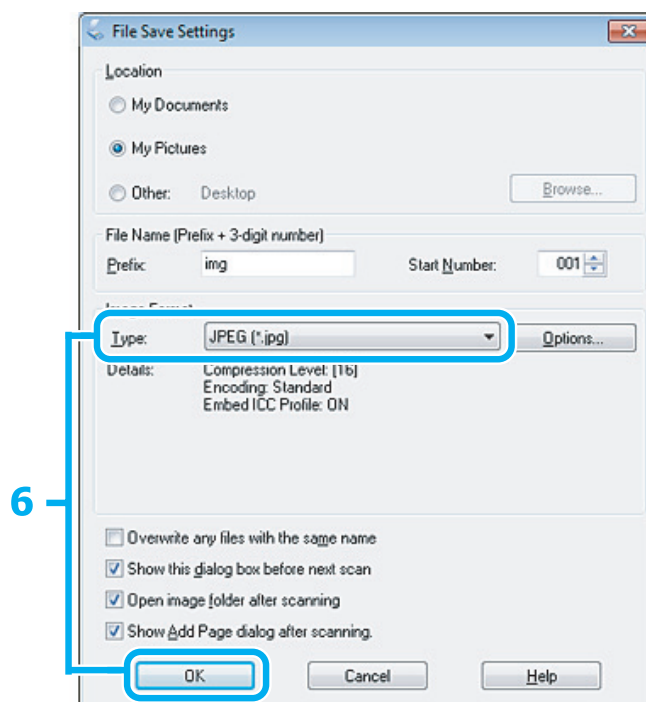 File Save Settings
Location
My Documents
My Pictures
Other: Desktop Browse...
File Name (Prefix + 3-digit number)
Prefix: img Start Number: 001
Image Format
Type: JPEG (*.jpg) Options...
Details: Compression Level: [16]
Encoding: Standard
Embed ICC Profile: ON
6
Overwrite any files with the same name
Show this dialog box before next scan
Open image folder after scanning
Show Add Page dialog after scanning.
OK Cancel Help